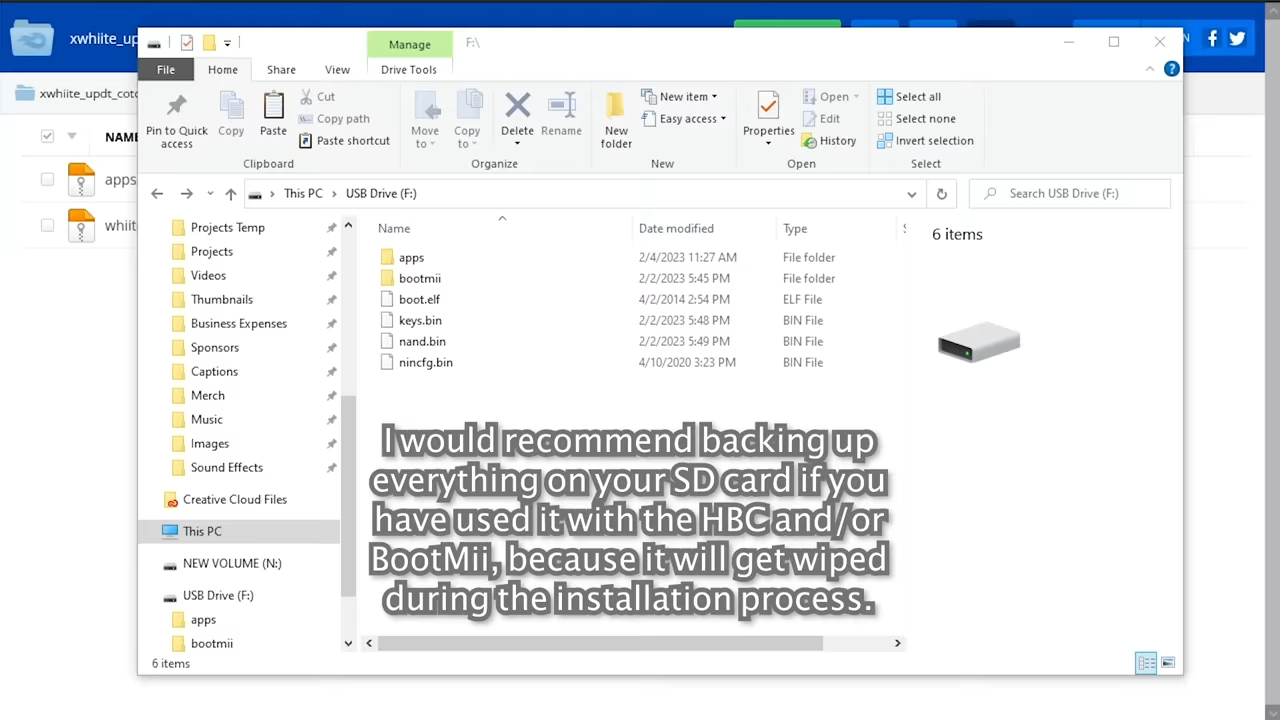 xwhiite_up
N
Manage
F:\
File
Home
Share
View
Drive Tools
Pin to Quick access
Copy
Paste
Cut
Copy path
Paste shortcut
Clipboard
Move to
Copy to
Delete
Rename
Organize
New folder
New item
Easy access
New
Properties
Open
Edit
History
Open
Select all
Select none
Invert selection
Select
xwhiite_updt_coto
NAME
apps
whiit
This PC
USB Drive (F:)
Search USB Drive (F:)
Projects Temp
Projects
Videos
Thumbnails
Business Expenses
Sponsors
Captions
Merch
Music
Images
Sound Effects
Creative Cloud Files
This PC
NEW VOLUME (N:)
USB Drive (F:)
apps
bootmii
6 items
Name Date modified Type
apps 2/4/2023 11:27 AM File folder
bootmii 2/2/2023 5:45 PM File folder
boot.elf 4/2/2014 2:54 PM ELF File
keys.bin 2/2/2023 5:48 PM BIN File
nand.bin 2/2/2023 5:49 PM BIN File
nincfg.bin 4/10/2020 3:23 PM BIN File
6 items
I would recommend backing up
everything on your SD card if you
have used it with the HBC and/or
BootMii, because it will get wiped
during the installation process.